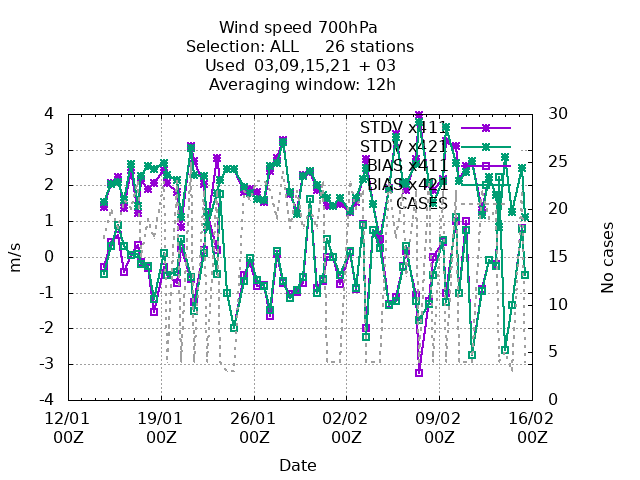 Wind speed 700hPa
Selection: ALL 26 stations
Used 03,09,15,21 + 03
Averaging window: 12h
STDV x411
STDV x421
BIAS x411
BIAS x421
CASES
4
3
2
1
0
-1
-2
-3
-4
m/s
30
25
20
15
10
5
0
No cases
12/01 19/01 26/01 02/02 09/02 16/02
00Z 00Z 00Z 00Z 00Z 00Z
Date